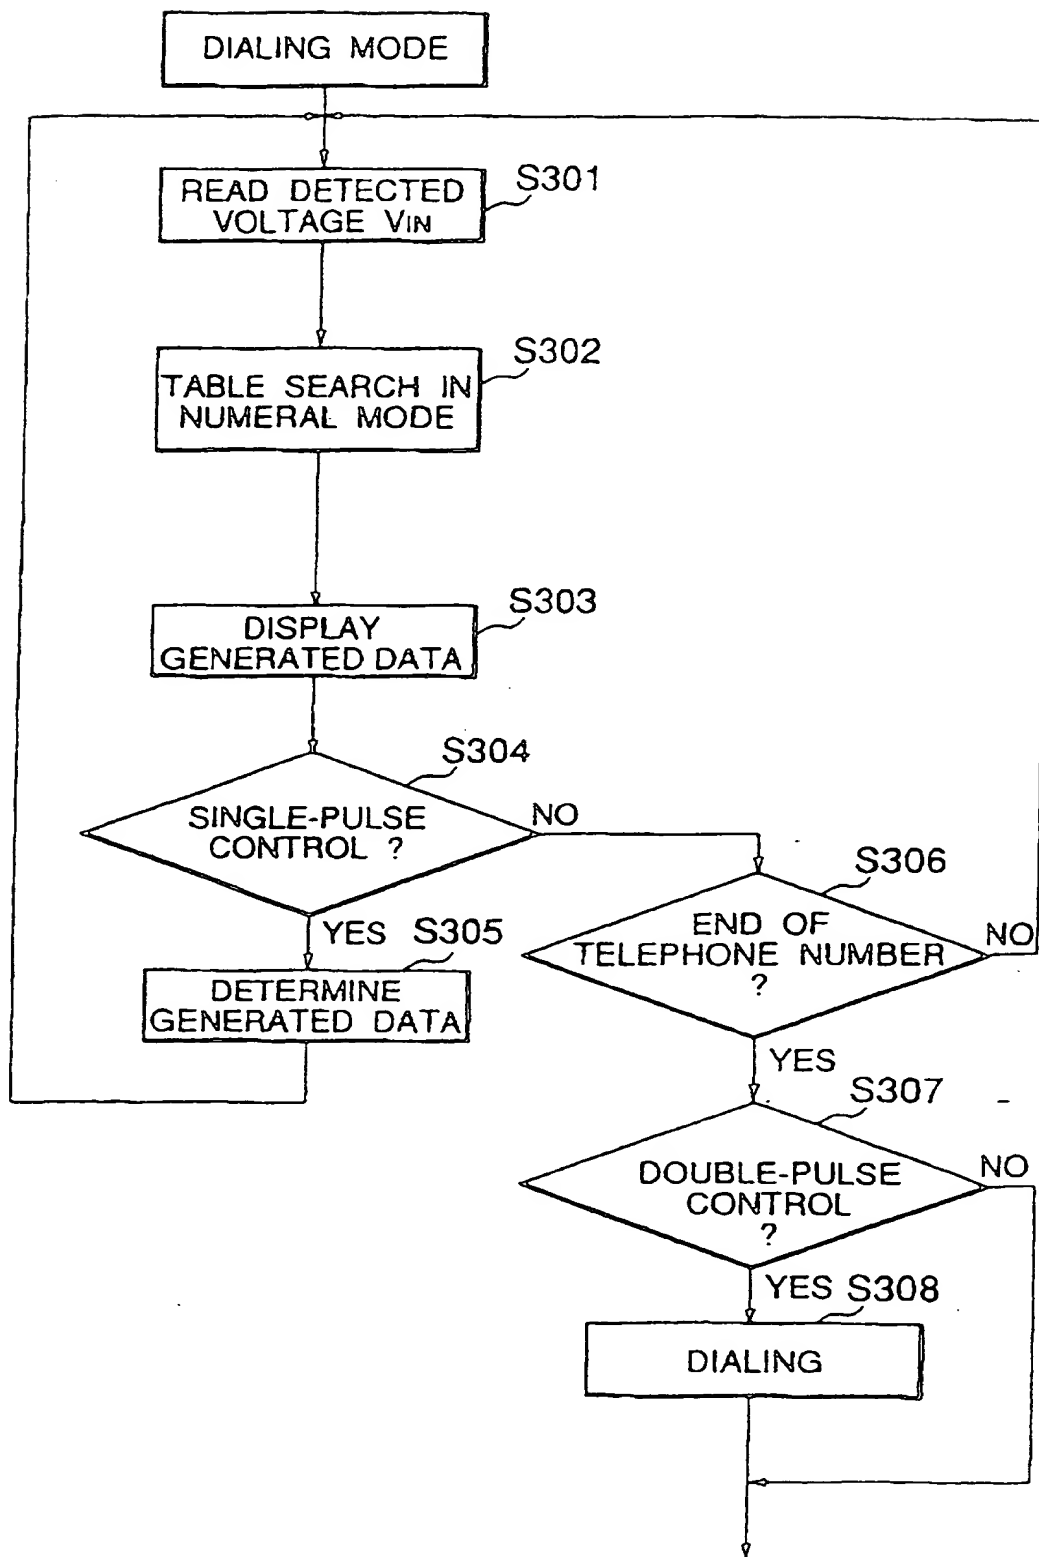 DIALING MODE
READ DETECTED
VOLTAGE VIN
S301
TABLE SEARCH IN
NUMERAL MODE
S302
DISPLAY
GENERATED DATA
S303
SINGLE-PULSE
CONTROL ?
S304
NO
YES
DETERMINE
GENERATED DATA
S305
END OF
TELEPHONE NUMBER
?
S306
NO
YES
DOUBLE-PULSE
CONTROL
?
S307
NO
YES
DIALING
S308